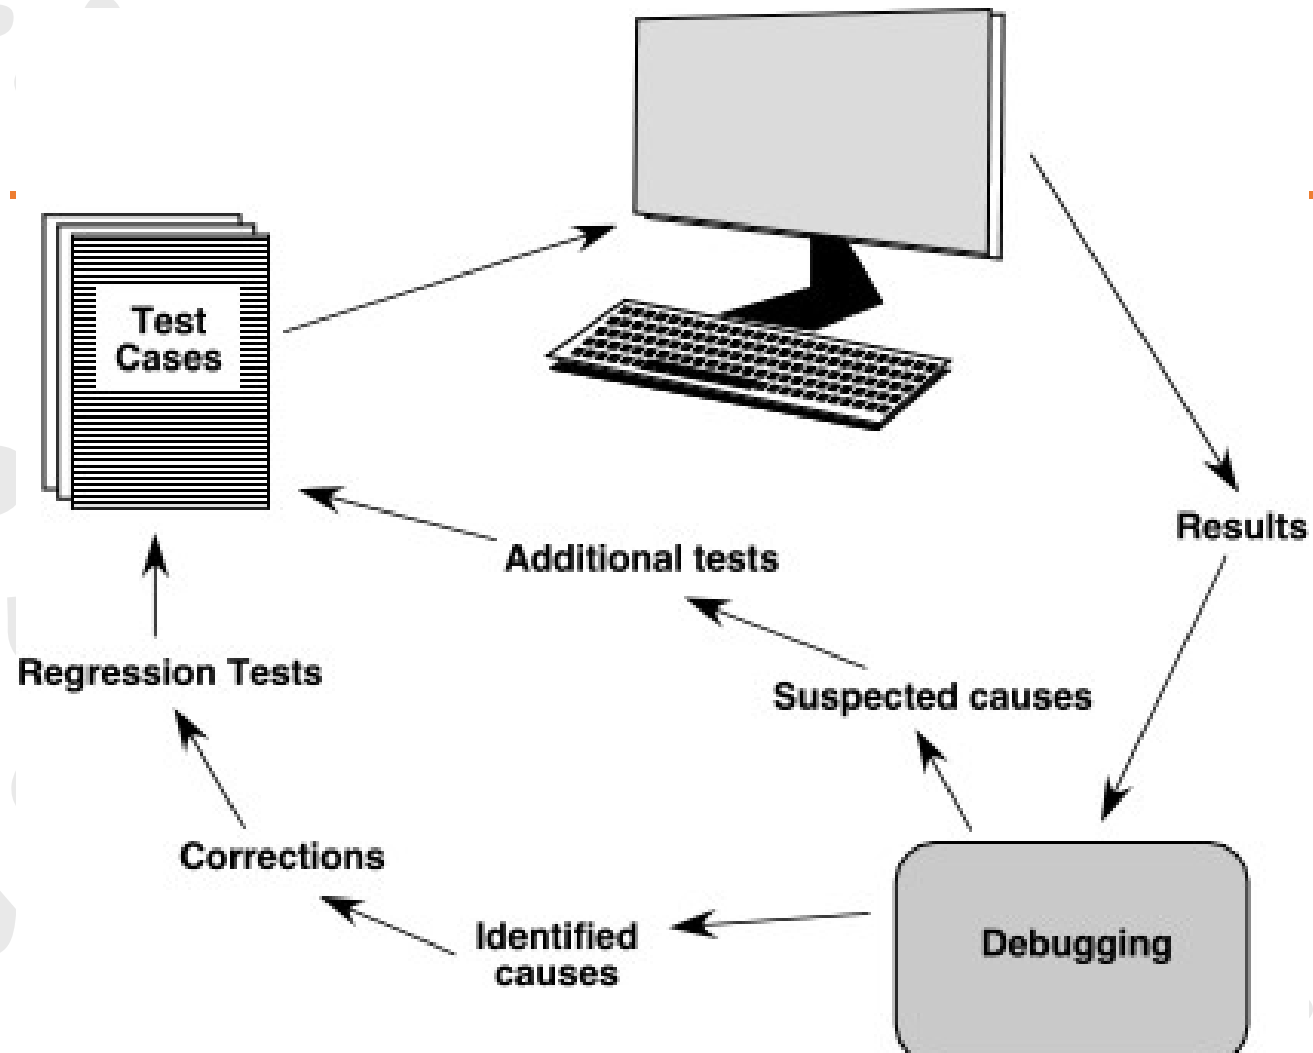 Test
Cases
Results
Additional tests
Regression Tests
Suspected causes
Corrections
Identified
causes
Debugging